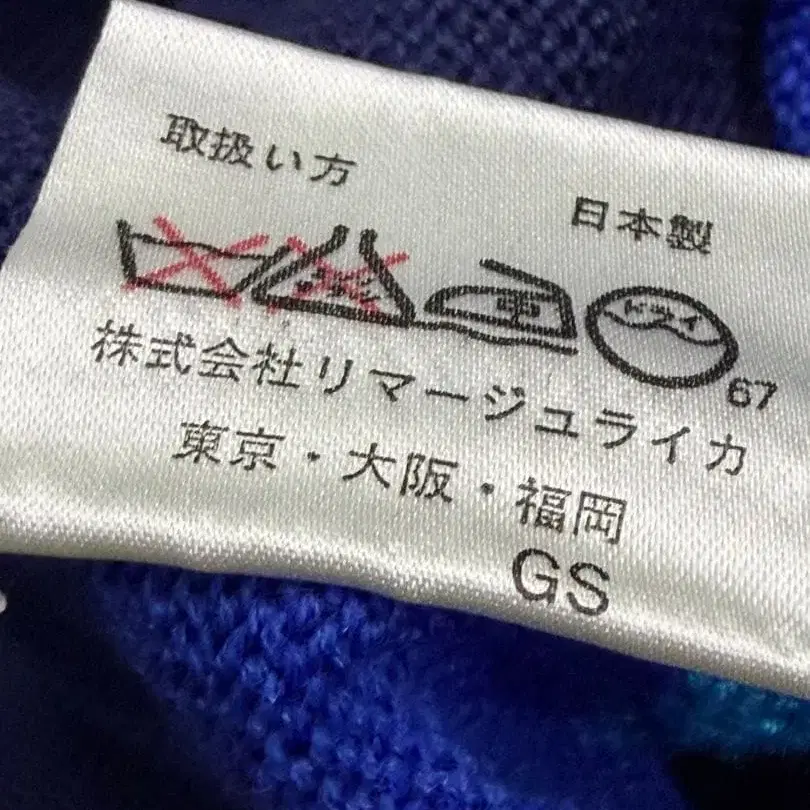 取扱い方
日本製
中
ドライ
67
株式会社リマージュライカ
東京・大阪・福岡
GS